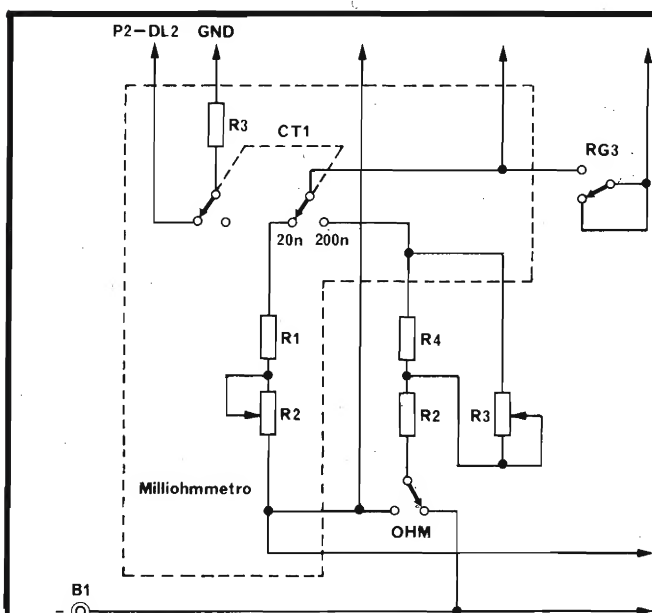 P2-DL2 GND
R3
CT1
RG3
20n 200n
R1
R4
R2
R2
R3
Milliohmmetro
OHM
B1